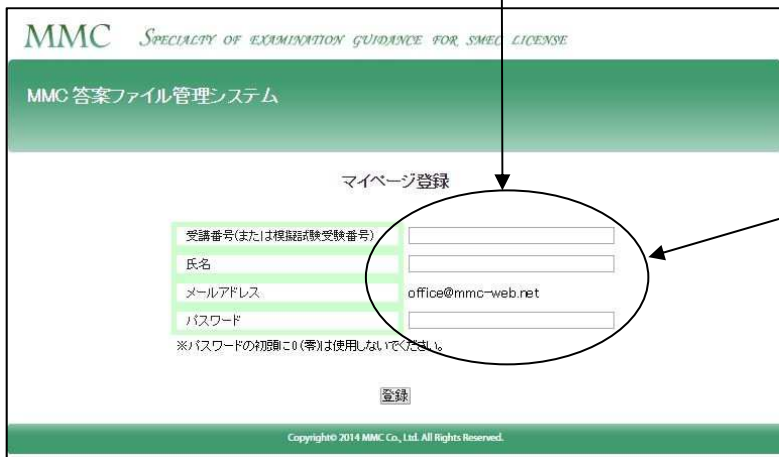 MMC SPECIALTY OF EXAMINATION GUIDANCE FOR SMEC LICENSE
MMC 答案ファイル管理システム
マイページ登録
受講番号(または模擬試験受験番号)
氏名
メールアドレス office@mmc-web.net
パスワード
※パスワードの初頭に0(零)は使用しないでください。
登録
Copyright© 2014 MMC Co., Ltd. All Rights Reserved.